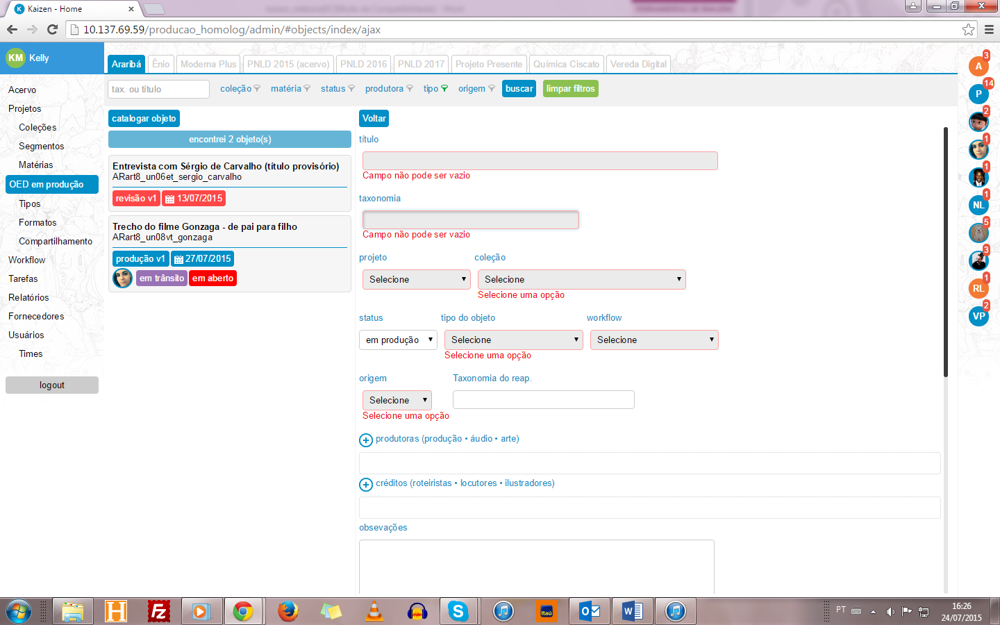 Kaizen - Home
10.137.69.59/producao_homolog/admin/#objects/index/ajax
KM Kelly
Araribá Ênio Moderna Plus PNLD 2015 (acervo) PNLD 2016 PNLD 2017 Projeto Presente Química Ciscato Vereda Digital
tax. ou título coleção matéria status produtora tipo origem buscar limpar filtros
Acervo
Projetos
Coleções
Segmentos
Matérias
OED em produção
Tipos
Formatos
Compartilhamento
Workflow
Tarefas
Relatórios
Fornecedores
Usuários
Times
logout
catalogar objeto
encontrei 2 objeto(s)
Entrevista com Sérgio de Carvalho (título provisório)
ARart8_un06et_sergio_carvalho
revisão v1 13/07/2015
Trecho do filme Gonzaga - de pai para filho
ARart8_un08vt_gonzaga
produção v1 27/07/2015
em trânsito em aberto
Voltar
título
Campo não pode ser vazio
taxonomia
Campo não pode ser vazio
projeto coleção
Selecione Selecione
Selecione uma opção
status tipo do objeto workflow
em produção Selecione Selecione
Selecione uma opção
origem Taxonomia do reap.
Selecione
Selecione uma opção
produtoras (produção • áudio • arte)
créditos (roteiristas • locutores • ilustradores)
obsevações
3
A
14
P
2
1
1
1
NL
5
3
1
RL
2
VP
H Fz S Itaú O W
PT
16:26
24/07/2015